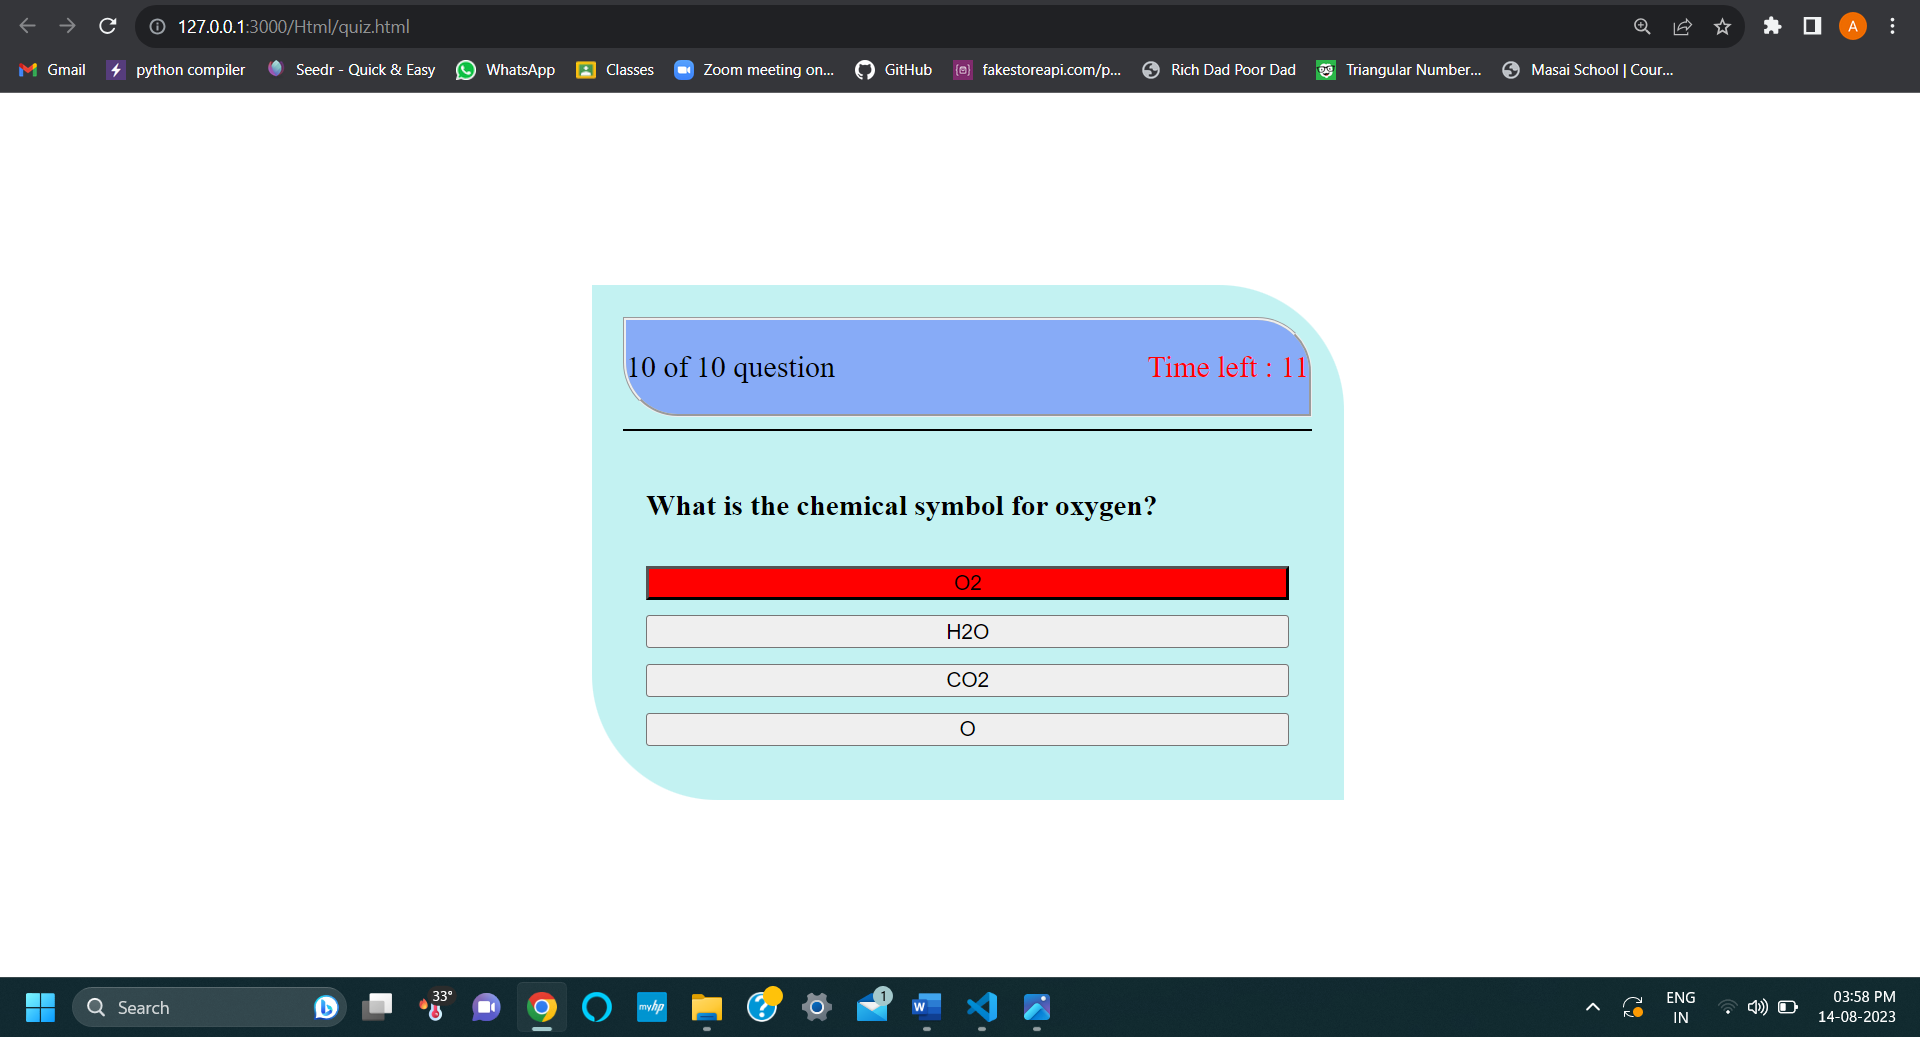 127.0.0.1:3000/Html/quiz.html
A
Gmail python compiler Seedr - Quick & Easy WhatsApp Classes Zoom meeting on... GitHub fakestoreapi.com/p... Rich Dad Poor Dad Triangular Number... Masai School | Cour...
10 of 10 question Time left : 11
What is the chemical symbol for oxygen?
O2
H2O
CO2
O
Search
33°
myhp
W
1
ENG
IN
03:58 PM
14-08-2023